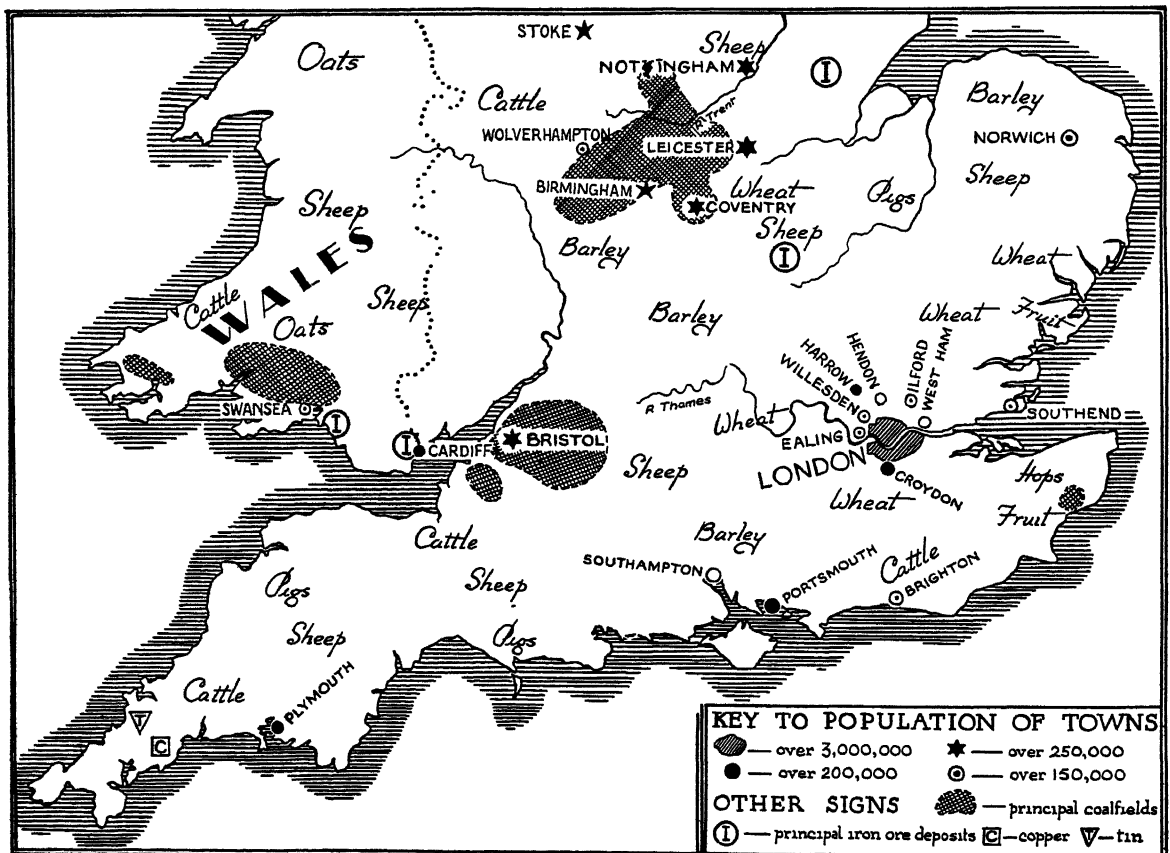 STOKE
Sheep
Oats
NOTTINGHAM
I
Cattle
Barley
R. Trent
WOLVERHAMPTON
LEICESTER
NORWICH
Sheep
BIRMINGHAM
Wheat
Pigs
COVENTRY
Sheep
Sheep
I
Barley
WALES
Wheat
Cattle
Sheep
Oats
Barley
Wheat
Fruit
HENDON
HARROW
ILFORD
WEST HAM
WILLESDEN
R Thames
SWANSEA
I
Wheat
SOUTHEND
EALING
I
CARDIFF
BRISTOL
LONDON
Sheep
Hops
CROYDON
Wheat
Fruit
Cattle
Barley
SOUTHAMPTON
PORTSMOUTH
Cattle
BRIGHTON
Pigs
Sheep
Sheep
Pigs
Cattle
PLYMOUTH
T
C
KEY TO POPULATION OF TOWNS
— over 3,000,000
— over 250,000
— over 200,000
— over 150,000
OTHER SIGNS
— principal coalfields
I — principal iron ore deposits C — copper T — tin